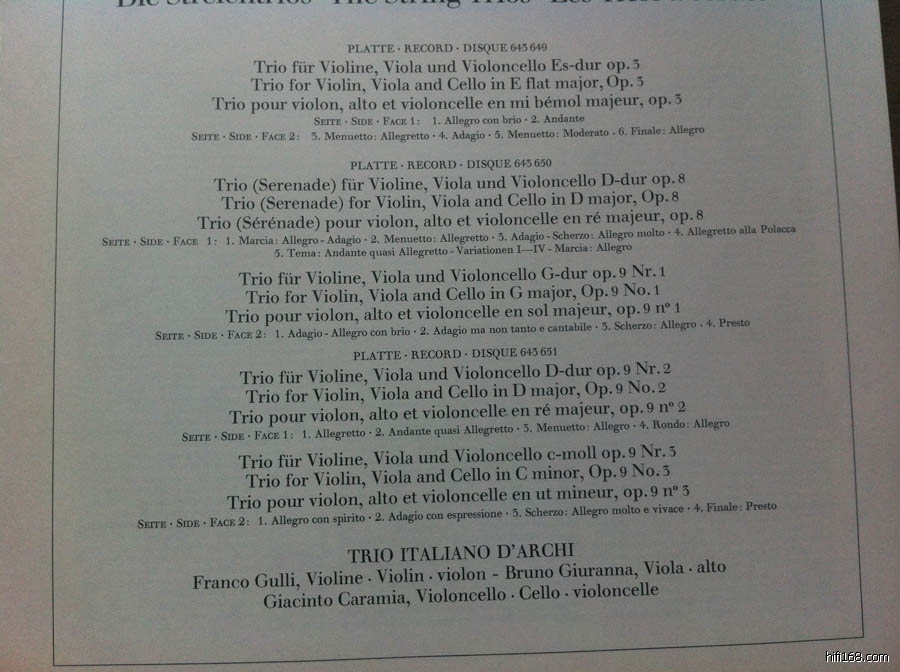 Die Streichtrios · The String Trios · Les Trios à cordes
PLATTE · RECORD · DISQUE 643 649
Trio für Violine, Viola und Violoncello Es-dur op. 3
Trio for Violin, Viola and Cello in E flat major, Op. 3
Trio pour violon, alto et violoncelle en mi bémol majeur, op. 3
SEITE · SIDE · FACE 1: 1. Allegro con brio · 2. Andante
SEITE · SIDE · FACE 2: 3. Menuetto: Allegretto · 4. Adagio · 5. Menuetto: Moderato · 6. Finale: Allegro
PLATTE · RECORD · DISQUE 643 650
Trio (Serenade) für Violine, Viola und Violoncello D-dur op. 8
Trio (Serenade) for Violin, Viola and Cello in D major, Op. 8
Trio (Sérénade) pour violon, alto et violoncelle en ré majeur, op. 8
SEITE · SIDE · FACE 1: 1. Marcia: Allegro - Adagio · 2. Menuetto: Allegretto · 3. Adagio - Scherzo: Allegro molto · 4. Allegretto alla Polacca
5. Tema: Andante quasi Allegretto - Variationen I—IV - Marcia: Allegro
Trio für Violine, Viola und Violoncello G-dur op. 9 Nr. 1
Trio for Violin, Viola and Cello in G major, Op. 9 No. 1
Trio pour violon, alto et violoncelle en sol majeur, op. 9 nº 1
SEITE · SIDE · FACE 2: 1. Adagio - Allegro con brio · 2. Adagio ma non tanto e cantabile · 3. Scherzo: Allegro · 4. Presto
PLATTE · RECORD · DISQUE 643 651
Trio für Violine, Viola und Violoncello D-dur op. 9 Nr. 2
Trio for Violin, Viola and Cello in D major, Op. 9 No. 2
Trio pour violon, alto et violoncelle en ré majeur, op. 9 nº 2
SEITE · SIDE · FACE 1: 1. Allegretto · 2. Andante quasi Allegretto · 3. Menuetto: Allegro · 4. Rondo: Allegro
Trio für Violine, Viola und Violoncello c-moll op. 9 Nr. 3
Trio for Violin, Viola and Cello in C minor, Op. 9 No. 3
Trio pour violon, alto et violoncelle en ut mineur, op. 9 nº 3
SEITE · SIDE · FACE 2: 1. Allegro con spirito · 2. Adagio con espressione · 3. Scherzo: Allegro molto e vivace · 4. Finale: Presto
TRIO ITALIANO D'ARCHI
Franco Gulli, Violine · Violin · violon - Bruno Giuranna, Viola · alto
Giacinto Caramia, Violoncello · Cello · violoncelle
hifi168.com